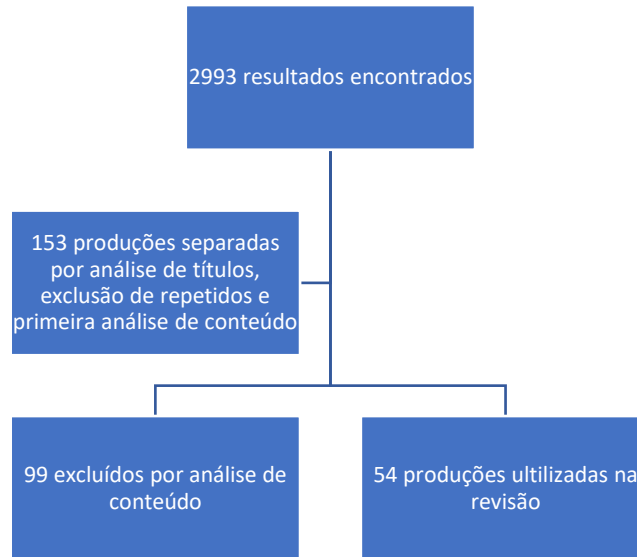 2993 resultados encontrados
153 produções separadas
por análise de títulos,
exclusão de repetidos e
primeira análise de conteúdo
99 excluídos por análise de
conteúdo
54 produções ultilizadas na
revisão